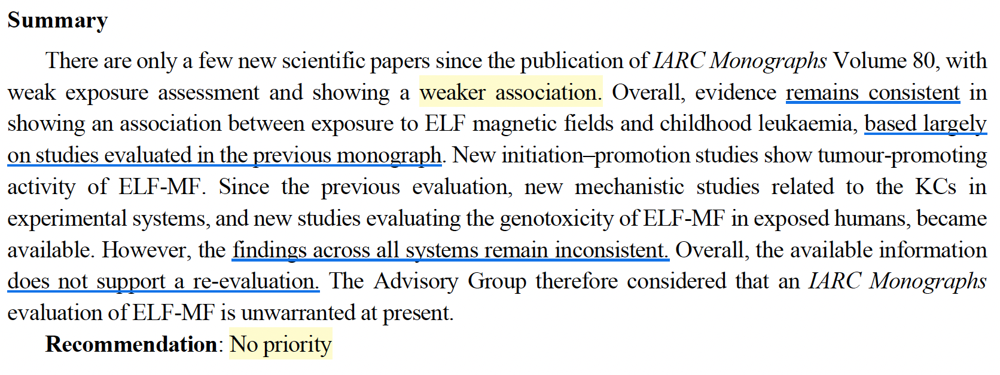 Summary
There are only a few new scientific papers since the publication of IARC Monographs Volume 80, with
weak exposure assessment and showing a weaker association. Overall, evidence remains consistent in
showing an association between exposure to ELF magnetic fields and childhood leukaemia, based largely
on studies evaluated in the previous monograph. New initiation–promotion studies show tumour-promoting
activity of ELF-MF. Since the previous evaluation, new mechanistic studies related to the KCs in
experimental systems, and new studies evaluating the genotoxicity of ELF-MF in exposed humans, became
available. However, the findings across all systems remain inconsistent. Overall, the available information
does not support a re-evaluation. The Advisory Group therefore considered that an IARC Monographs
evaluation of ELF-MF is unwarranted at present.
Recommendation: No priority